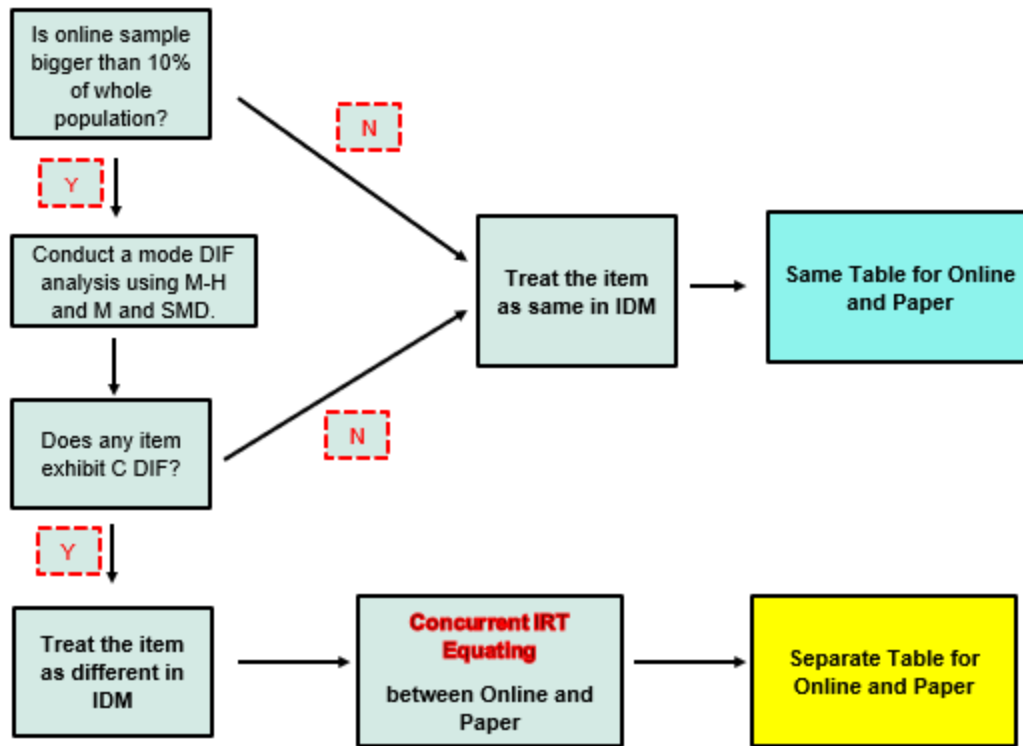 Is online sample
bigger than 10%
of whole
population?
N
Y
Conduct a mode DIF
analysis using M-H
and M and SMD.
Treat the item
as same in IDM
Same Table for Online
and Paper
Does any item
exhibit C DIF?
N
Y
Treat the item
as different in
IDM
Concurrent IRT
Equating
between Online and
Paper
Separate Table for
Online and Paper